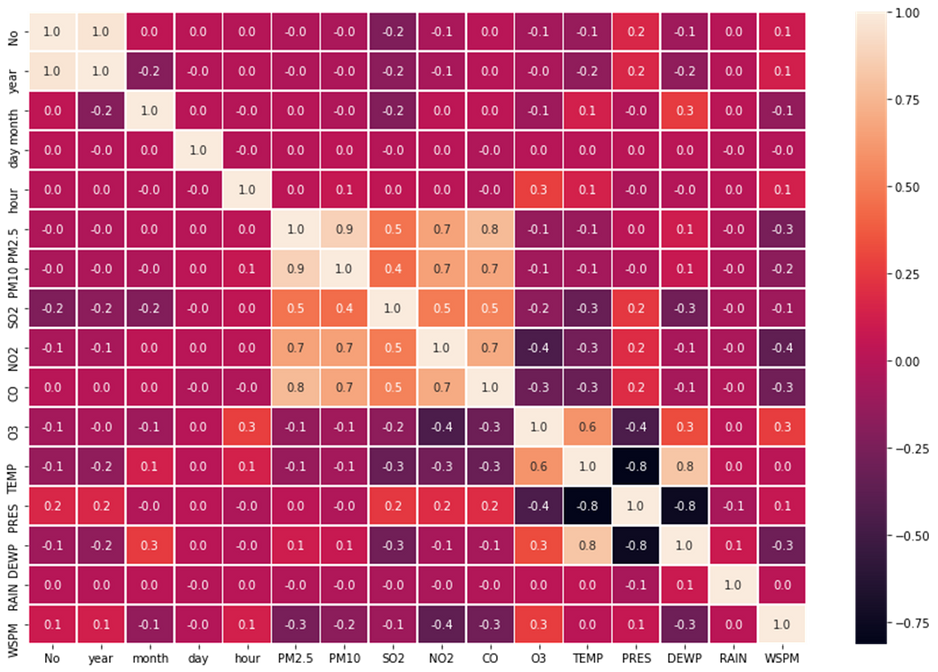 No 1.0 1.0 0.0 0.0 0.0 -0.0 -0.0 -0.2 -0.1 0.0 -0.1 -0.1 0.2 -0.1 0.0 0.1
year 1.0 1.0 -0.2 -0.0 0.0 -0.0 -0.0 -0.2 -0.1 0.0 -0.0 -0.2 0.2 -0.2 0.0 0.1
month 0.0 -0.2 1.0 0.0 -0.0 0.0 -0.0 -0.2 0.0 0.0 -0.1 0.1 -0.0 0.3 0.0 -0.1
day 0.0 -0.0 0.0 1.0 -0.0 0.0 0.0 -0.0 0.0 -0.0 0.0 0.0 0.0 0.0 -0.0 -0.0
hour 0.0 0.0 -0.0 -0.0 1.0 0.0 0.1 0.0 0.0 -0.0 0.3 0.1 -0.0 -0.0 0.0 0.1
PM2.5 -0.0 -0.0 0.0 0.0 0.0 1.0 0.9 0.5 0.7 0.8 -0.1 -0.1 0.0 0.1 -0.0 -0.3
PM10 -0.0 -0.0 -0.0 0.0 0.1 0.9 1.0 0.4 0.7 0.7 -0.1 -0.1 -0.0 0.1 -0.0 -0.2
SO2 -0.2 -0.2 -0.2 -0.0 0.0 0.5 0.4 1.0 0.5 0.5 -0.2 -0.3 0.2 -0.3 -0.0 -0.1
NO2 -0.1 -0.1 0.0 0.0 0.0 0.7 0.7 0.5 1.0 0.7 -0.4 -0.3 0.2 -0.1 -0.0 -0.4
CO 0.0 0.0 0.0 -0.0 -0.0 0.8 0.7 0.5 0.7 1.0 -0.3 -0.3 0.2 -0.1 -0.0 -0.3
O3 -0.1 -0.0 -0.1 0.0 0.3 -0.1 -0.1 -0.2 -0.4 -0.3 1.0 0.6 -0.4 0.3 0.0 0.3
TEMP -0.1 -0.2 0.1 0.0 0.1 -0.1 -0.1 -0.3 -0.3 -0.3 0.6 1.0 -0.8 0.8 0.0 0.0
PRES 0.2 0.2 -0.0 0.0 -0.0 0.0 -0.0 0.2 0.2 0.2 -0.4 -0.8 1.0 -0.8 -0.1 0.1
DEWP -0.1 -0.2 0.3 0.0 -0.0 0.1 0.1 -0.3 -0.1 -0.1 0.3 0.8 -0.8 1.0 0.1 -0.3
RAIN 0.0 0.0 0.0 -0.0 0.0 -0.0 -0.0 -0.0 -0.0 -0.0 0.0 0.0 -0.1 0.1 1.0 0.0
WSPM 0.1 0.1 -0.1 -0.0 0.1 -0.3 -0.2 -0.1 -0.4 -0.3 0.3 0.0 0.1 -0.3 0.0 1.0
No year month day hour PM2.5 PM10 SO2 NO2 CO O3 TEMP PRES DEWP RAIN WSPM
1.00
0.75
0.50
0.25
0.00
−0.25
−0.50
−0.75